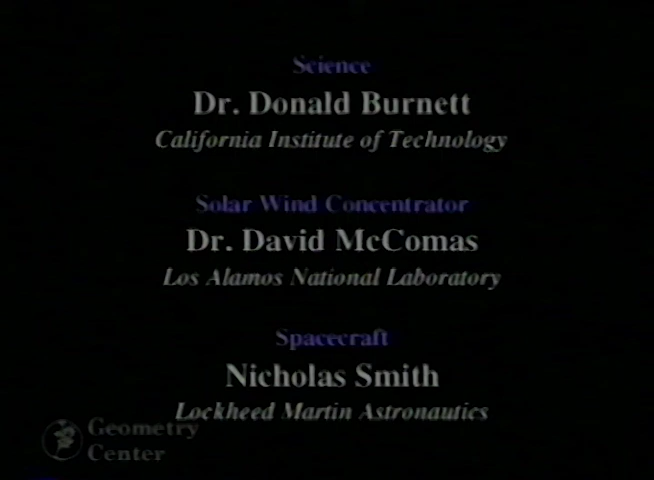 Science
Dr. Donald Burnett
California Institute of Technology
Solar Wind Concentrator
Dr. David McComas
Los Alamos National Laboratory
Spacecraft
Nicholas Smith
Lockheed Martin Astronautics
Geometry
Center